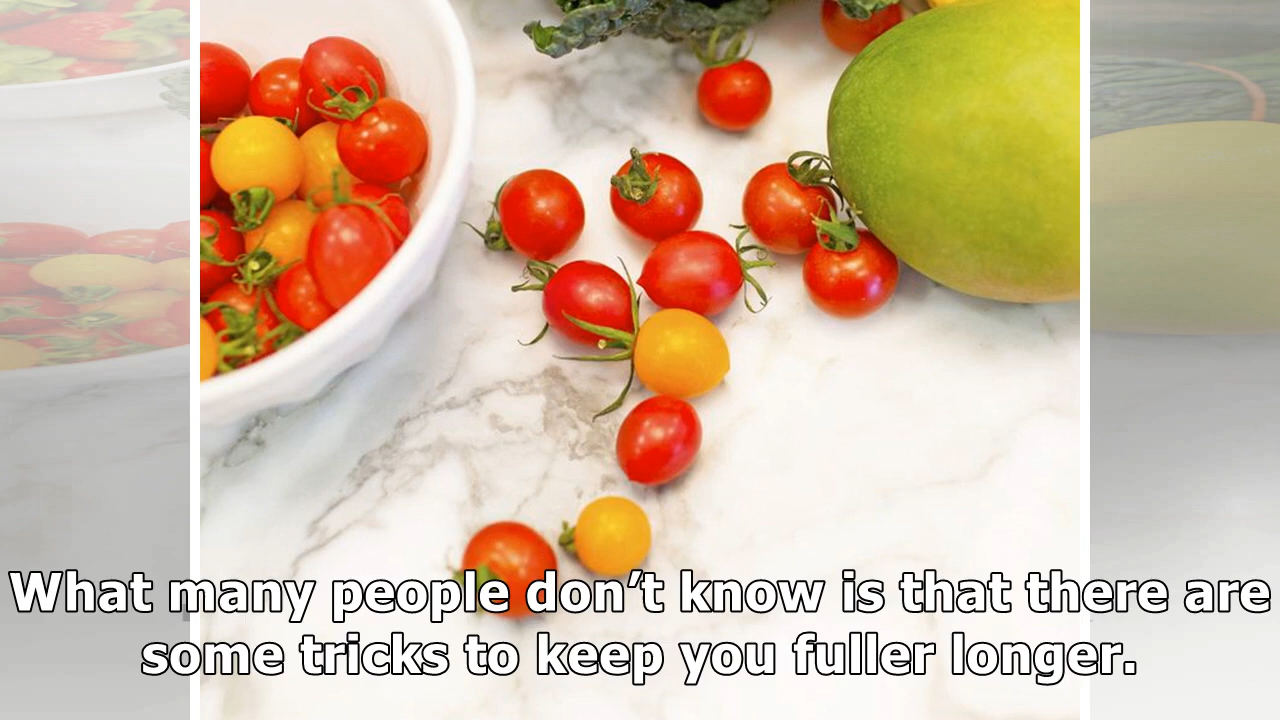 What many people don’t know is that there are
some tricks to keep you fuller longer.